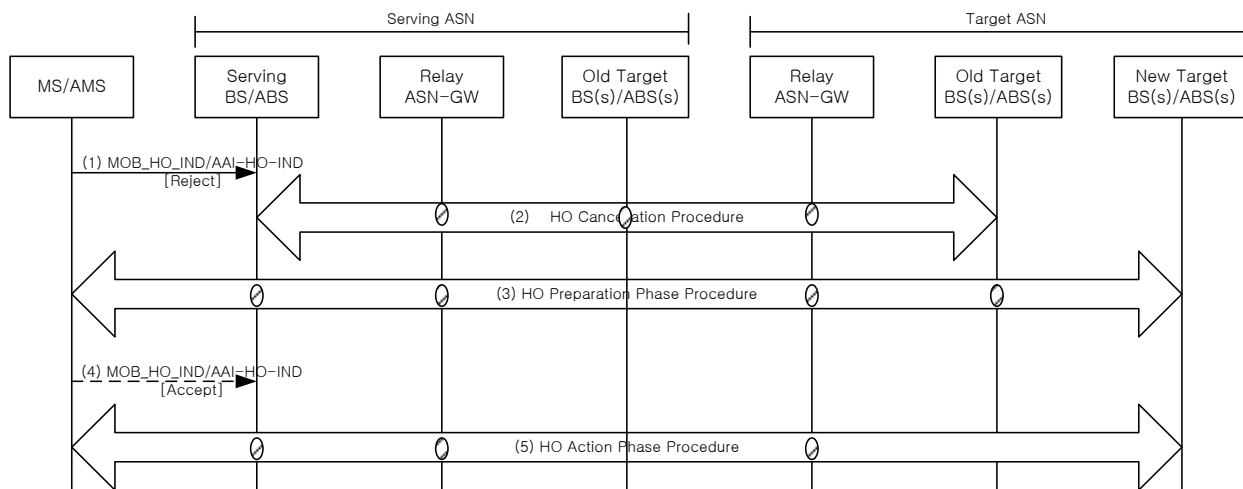 Serving ASN
Target ASN
MS/AMS
Serving
BS/ABS
Relay
ASN-GW
Old Target
BS(s)/ABS(s)
Relay
ASN-GW
Old Target
BS(s)/ABS(s)
New Target
BS(s)/ABS(s)
(1) MOB_HO_IND/AAI-HO-IND
[Reject]
(2) HO Cancellation Procedure
(3) HO Preparation Phase Procedure
(4) MOB_HO_IND/AAI-HO-IND
[Accept]
(5) HO Action Phase Procedure